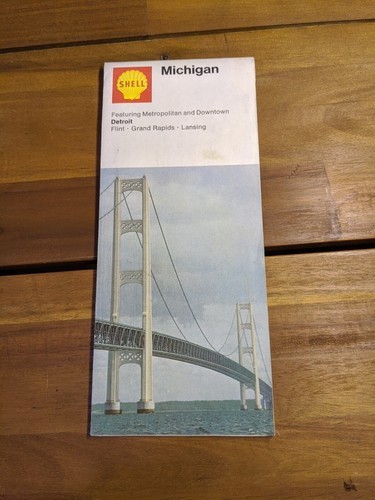 SHELL
Michigan
Featuring Metropolitan and Downtown
Detroit
Flint · Grand Rapids · Lansing